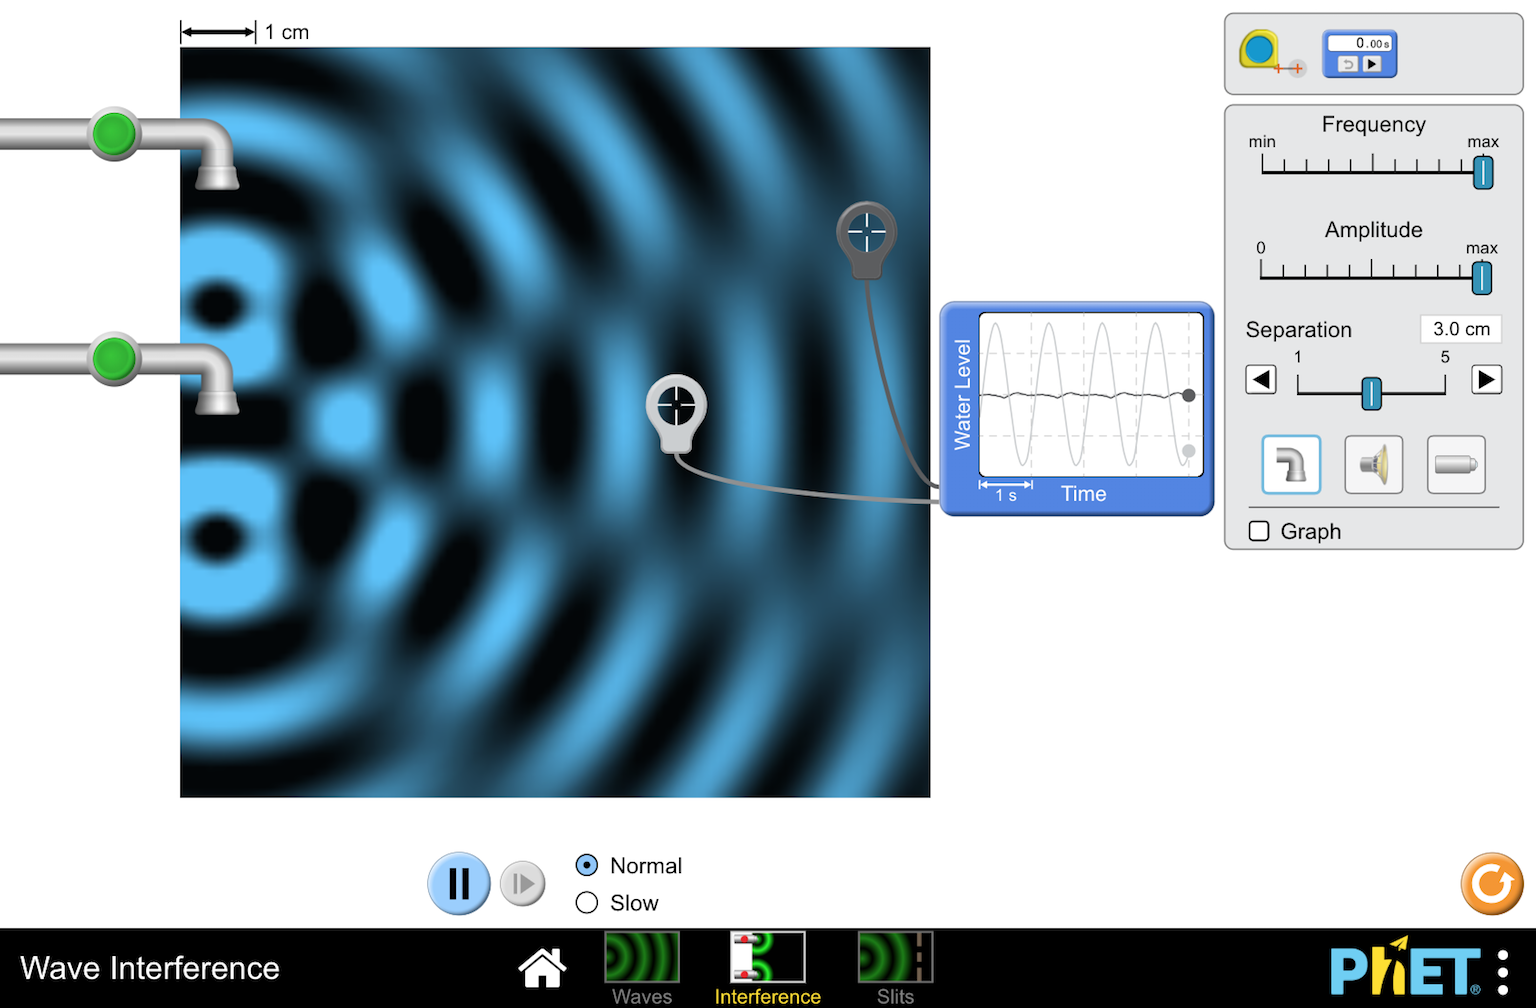 1 cm
0.00 s
Frequency
min
max
Amplitude
0
max
Separation
3.0 cm
1
5
Water Level
1 s
Time
Graph
Normal
Slow
Wave Interference
Waves
Interference
Slits
PhET®